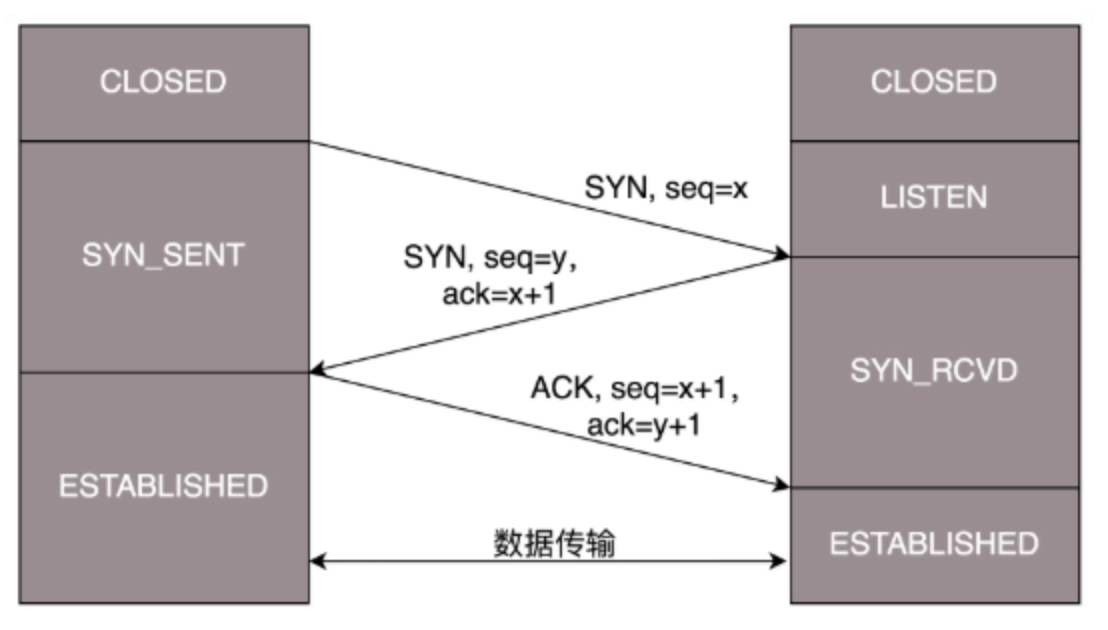 CLOSED
CLOSED
SYN, seq=x
LISTEN
SYN_SENT
SYN, seq=y,
ack=x+1
SYN_RCVD
ACK, seq=x+1,
ack=y+1
ESTABLISHED
数据传输
ESTABLISHED